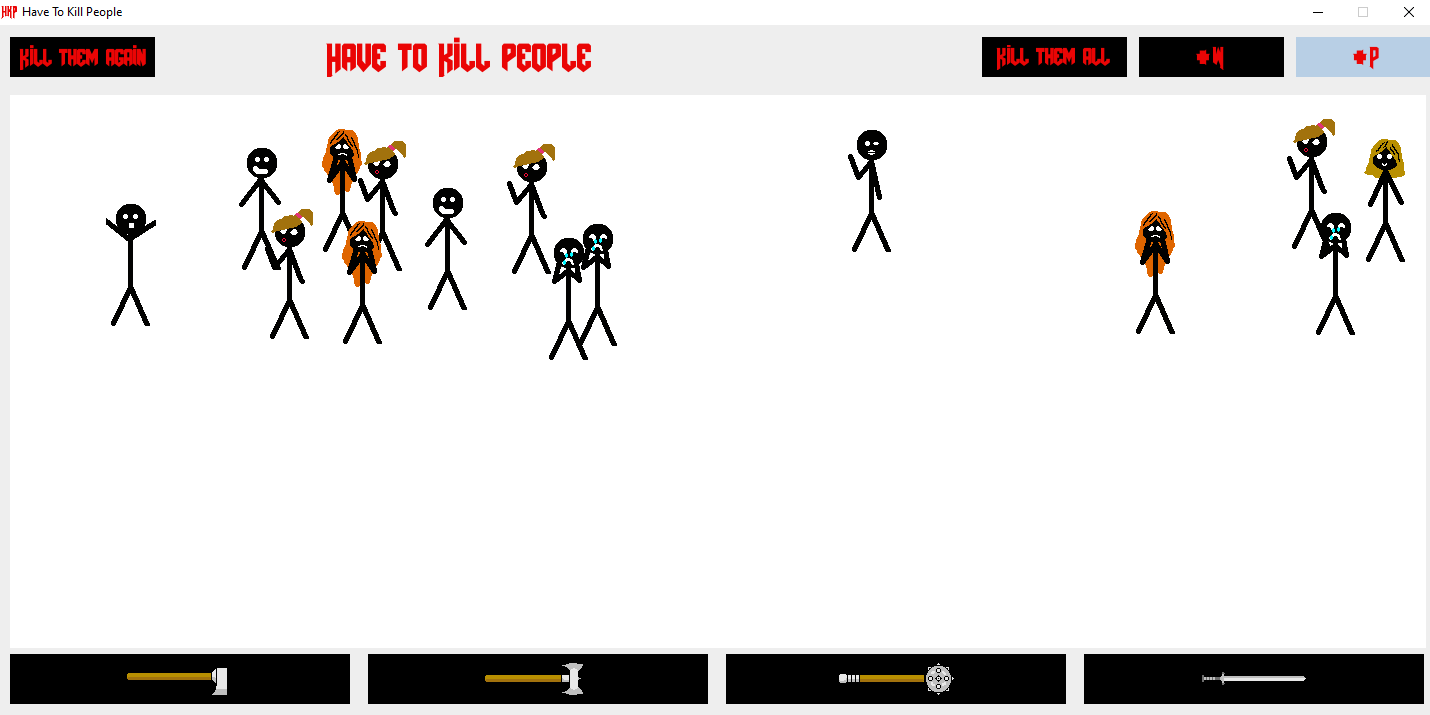 HKP Have To Kill People
KILL THEM AGAIN
HAVE TO KILL PEOPLE
KILL THEM ALL
+W
+P